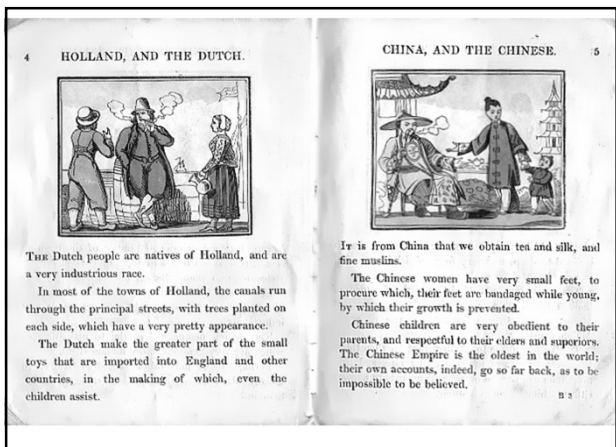 4 HOLLAND, AND THE DUTCH.
THE Dutch people are natives of Holland, and are
a very industrious race.
In most of the towns of Holland, the canals run
through the principal streets, with trees planted on
each side, which have a very pretty appearance.
The Dutch make the greater part of the small
toys that are imported into England and other
countries, in the making of which, even the
children assist.
CHINA, AND THE CHINESE. 5
IT is from China that we obtain tea and silk, and
fine muslins.
The Chinese women have very small feet, to
procure which, their feet are bandaged while young,
by which their growth is prevented.
Chinese children are very obedient to their
parents, and respectful to their elders and superiors.
The Chinese Empire is the oldest in the world;
their own accounts, indeed, go so far back, as to be
impossible to be believed.
B 3